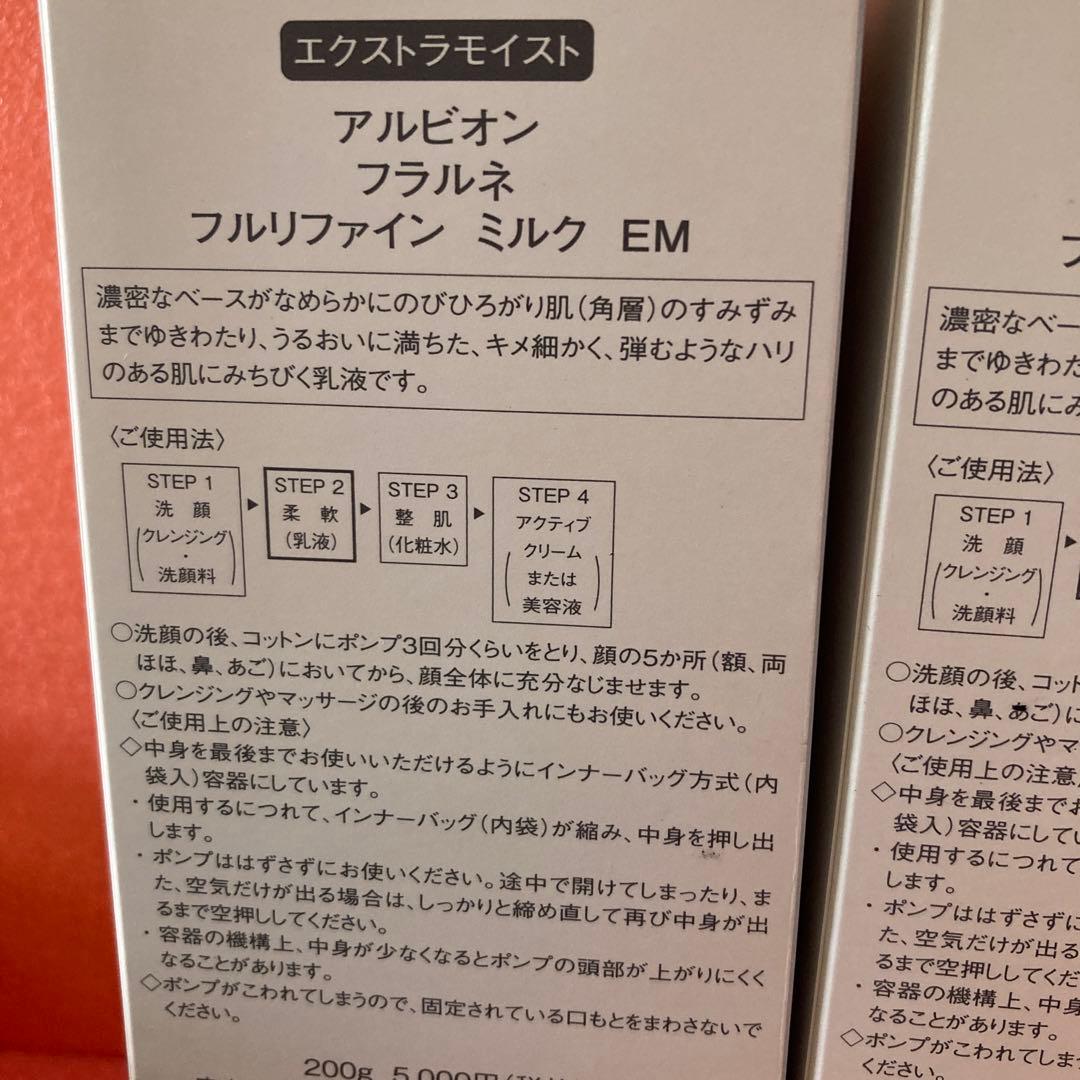 エクストラモイスト
アルビオン
フラルネ
フルリファイン ミルク EM
濃密なベースがなめらかにのびひろがり肌(角層)のすみずみ
までゆきわたり、うるおいに満ちた、キメ細かく、弾むようなハリ
のある肌にみちびく乳液です。
〈ご使用法〉
STEP 1
洗 顔
(クレンジング
・
洗顔料)
STEP 2
柔 軟
(乳液)
STEP 3
整 肌
(化粧水)
STEP 4
アクティブ
(クリーム
または
美容液)
○洗顔の後、コットンにポンプ3回分くらいをとり、顔の5か所(額、両
ほほ、鼻、あご)においてから、顔全体に充分なじませます。
○クレンジングやマッサージの後のお手入れにもお使いください。
〈ご使用上の注意〉
◇中身を最後までお使いいただけるようにインナーバッグ方式(内
袋入)容器にしています。
・使用するにつれて、インナーバッグ(内袋)が縮み、中身を押し出
します。
・ポンプははずさずにお使いください。途中で開けてしまったり、ま
た、空気だけが出る場合は、しっかりと締め直して再び中身が出
るまで空押ししてください。
・容器の機構上、中身が少なくなるとポンプの頭部が上がりにくく
なることがあります。
◇ポンプがこわれてしまうので、固定されている口もとをまわさないで
ください。
200g 5,000円
濃密なベー
までゆきわた
のある肌にみ
〈ご使用法〉
STEP 1
洗 顔
(クレンジング
・
洗顔料)
○洗顔の後、コット
ほほ、鼻、あご)に
○クレンジングやマ
〈ご使用上の注意
◇中身を最後までお
袋入)容器にしてい
・使用するにつれて
します。
・ポンプははずさずに
た、空気だけが出る
るまで空押ししてくだ
・容器の機構上、中身
なることがあります。
◇ポンプがこわれてしま
ください。